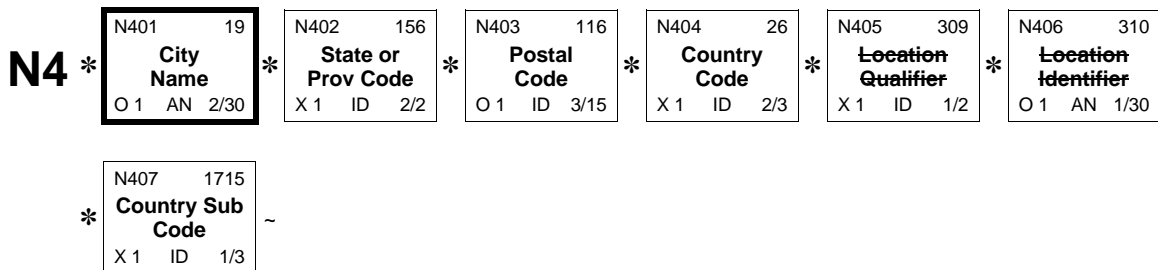 N401 19 N402 156 N403 116 N404 26 N405 309 N406 310
N4 * City Name * State or Prov Code * Postal Code * Country Code * Location Qualifier * Location Identifier
O 1 AN 2/30 X 1 ID 2/2 O 1 ID 3/15 X 1 ID 2/3 X 1 ID 1/2 O 1 AN 1/30
N407 1715
* Country Sub Code ~
X 1 ID 1/3